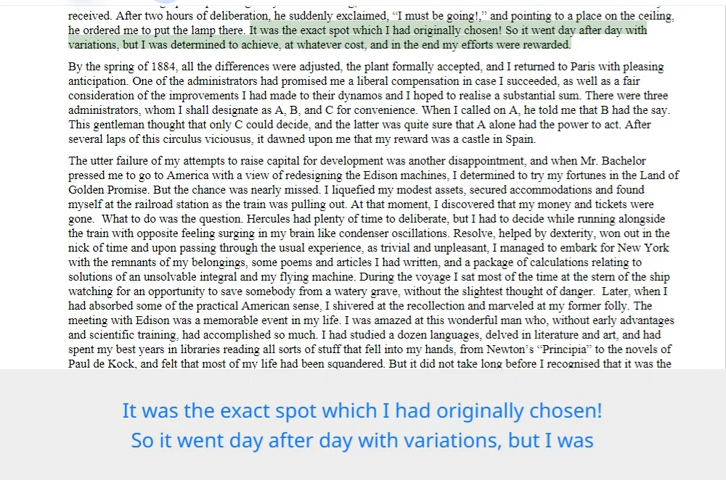 received. After two hours of deliberation, he suddenly exclaimed, “I must be going!,” and pointing to a place on the ceiling,
he ordered me to put the lamp there. It was the exact spot which I had originally chosen! So it went day after day with
variations, but I was determined to achieve, at whatever cost, and in the end my efforts were rewarded.
By the spring of 1884, all the differences were adjusted, the plant formally accepted, and I returned to Paris with pleasing
anticipation. One of the administrators had promised me a liberal compensation in case I succeeded, as well as a fair
consideration of the improvements I had made to their dynamos and I hoped to realise a substantial sum. There were three
administrators, whom I shall designate as A, B, and C for convenience. When I called on A, he told me that B had the say.
This gentleman thought that only C could decide, and the latter was quite sure that A alone had the power to act. After
several laps of this circulus viciousus, it dawned upon me that my reward was a castle in Spain.
The utter failure of my attempts to raise capital for development was another disappointment, and when Mr. Bachelor
pressed me to go to America with a view of redesigning the Edison machines, I determined to try my fortunes in the Land of
Golden Promise. But the chance was nearly missed. I liquefied my modest assets, secured accommodations and found
myself at the railroad station as the train was pulling out. At that moment, I discovered that my money and tickets were
gone. What to do was the question. Hercules had plenty of time to deliberate, but I had to decide while running alongside
the train with opposite feeling surging in my brain like condenser oscillations. Resolve, helped by dexterity, won out in the
nick of time and upon passing through the usual experience, as trivial and unpleasant, I managed to embark for New York
with the remnants of my belongings, some poems and articles I had written, and a package of calculations relating to
solutions of an unsolvable integral and my flying machine. During the voyage I sat most of the time at the stern of the ship
watching for an opportunity to save somebody from a watery grave, without the slightest thought of danger. Later, when I
had absorbed some of the practical American sense, I shivered at the recollection and marveled at my former folly. The
meeting with Edison was a memorable event in my life. I was amazed at this wonderful man who, without early advantages
and scientific training, had accomplished so much. I had studied a dozen languages, delved in literature and art, and had
spent my best years in libraries reading all sorts of stuff that fell into my hands, from Newton’s “Principia” to the novels of
Paul de Kock, and felt that most of my life had been squandered. But it did not take long before I recognised that it was the
It was the exact spot which I had originally chosen!
So it went day after day with variations, but I was